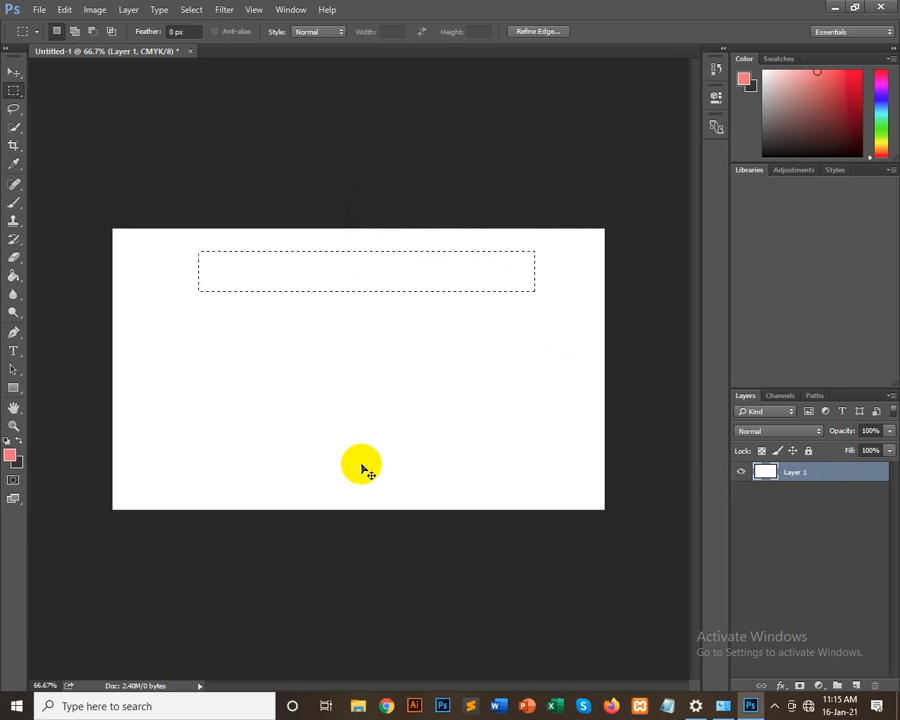 Ps File Edit Image Layer Type Select Filter View Window Help
Feather: 0 px Anti-alias Style: Normal Width: Height: Refine Edge... Essentials
Untitled-1 @ 66.7% (Layer 1, CMYK/8) * ×
Color Swatches
Libraries Adjustments Styles
Layers Channels Paths
Kind
Normal Opacity: 100%
Lock: Fill: 100%
Layer 1
Activate Windows
Go to Settings to activate Windows.
66.67% Doc: 2.40M/0 bytes
Type here to search
11:15 AM
16-Jan-21